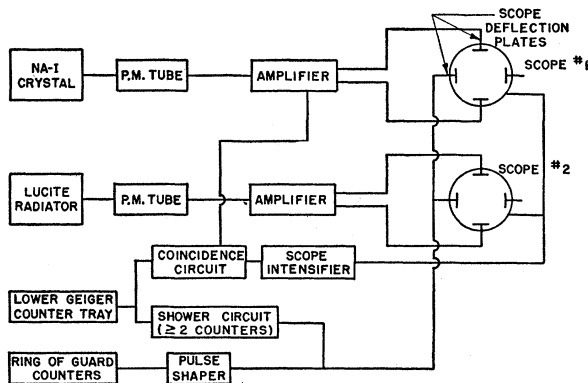 SCOPE
DEFLECTION
PLATES
NA-I
CRYSTAL
P.M. TUBE
AMPLIFIER
SCOPE #1
LUCITE
RADIATOR
P.M. TUBE
AMPLIFIER
SCOPE #2
COINCIDENCE
CIRCUIT
SCOPE
INTENSIFIER
LOWER GEIGER
COUNTER TRAY
SHOWER CIRCUIT
(≥2 COUNTERS)
RING OF GUARD
COUNTERS
PULSE
SHAPER